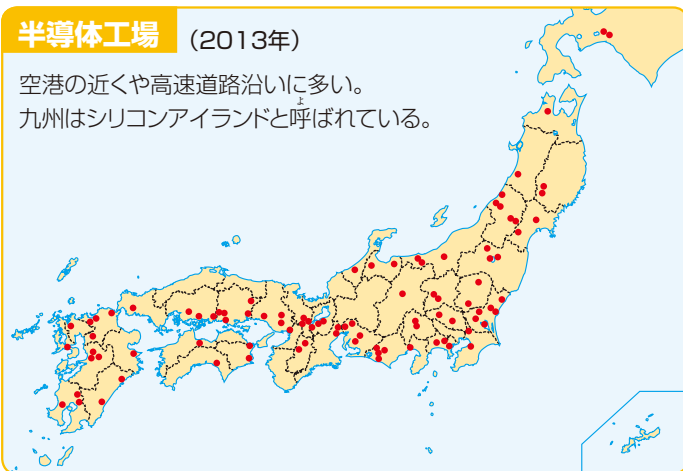 半導体工場 (2013年)
空港の近くや高速道路沿いに多い。
九州はシリコンアイランドと呼ばれている。
よ